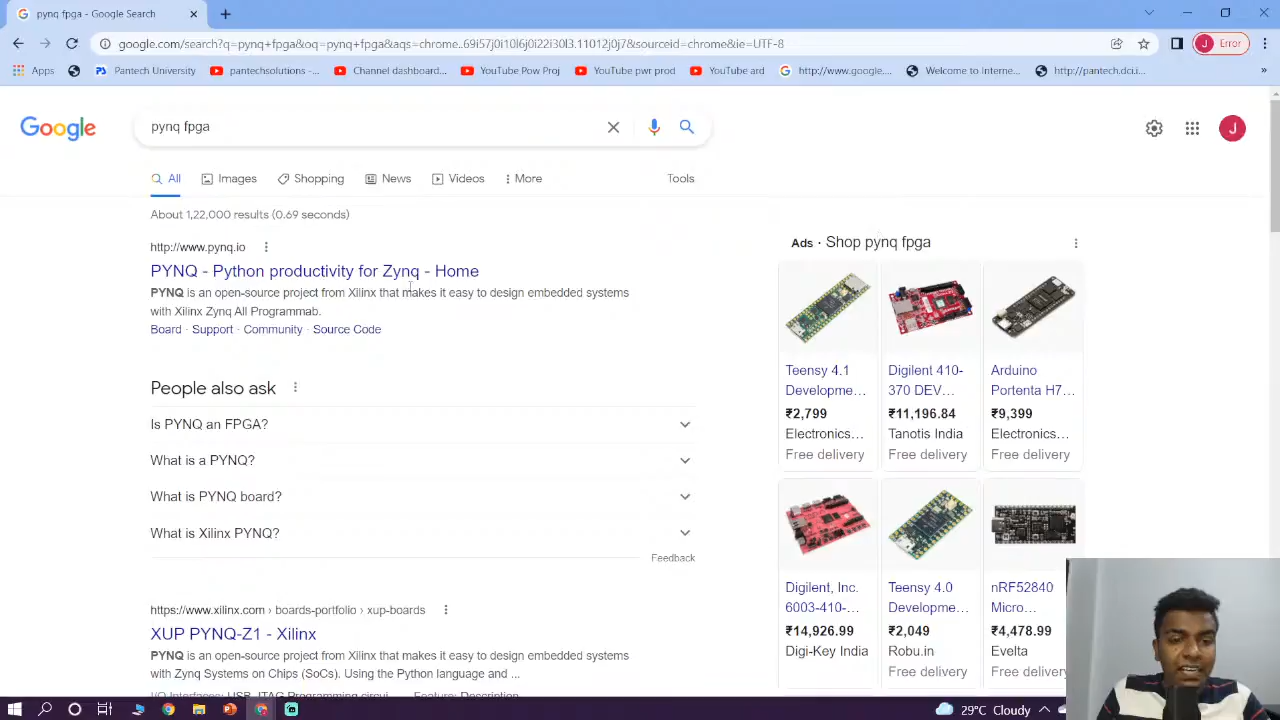 pynq fpga - Google Search
google.com/search?q=pynq+fpga&oq=pynq+fpga&aqs=chrome..69i57j0i10l6j0i22i30l3.11012j0j7&sourceid=chrome&ie=UTF-8
J Error
Apps
Pantech University
pantechsolutions - ...
Channel dashboard...
YouTube Pow Proj
YouTube pwr prod
YouTube ard
http://www.google....
Welcome to Interne...
http://pantech.dci.i...
Google
pynq fpga
J
All
Images
Shopping
News
Videos
More
Tools
About 1,22,000 results (0.69 seconds)
http://www.pynq.io
PYNQ - Python productivity for Zynq - Home
PYNQ is an open-source project from Xilinx that makes it easy to design embedded systems
with Xilinx Zynq All Programmab.
Board · Support · Community · Source Code
People also ask
Is PYNQ an FPGA?
What is a PYNQ?
What is PYNQ board?
What is Xilinx PYNQ?
Feedback
https://www.xilinx.com › boards-portfolio › xup-boards
XUP PYNQ-Z1 - Xilinx
PYNQ is an open-source project from Xilinx that makes it easy to design embedded systems
with Zynq Systems on Chips (SoCs). Using the Python language and ...
I/O Interfaces: USB JTAG Programming circui... Feature: Description
Ads · Shop pynq fpga
Teensy 4.1
Developme...
₹2,799
Electronics...
Free delivery
Digilent 410-
370 DEV...
₹11,196.84
Tanotis India
Free delivery
Arduino
Portenta H7...
₹9,399
Electronics...
Free delivery
Digilent, Inc.
6003-410-...
₹14,926.99
Digi-Key India
Teensy 4.0
Developme...
₹2,049
Robu.in
Free delivery
nRF52840
Micro...
₹4,478.99
Evelta
Free delivery
29°C Cloudy